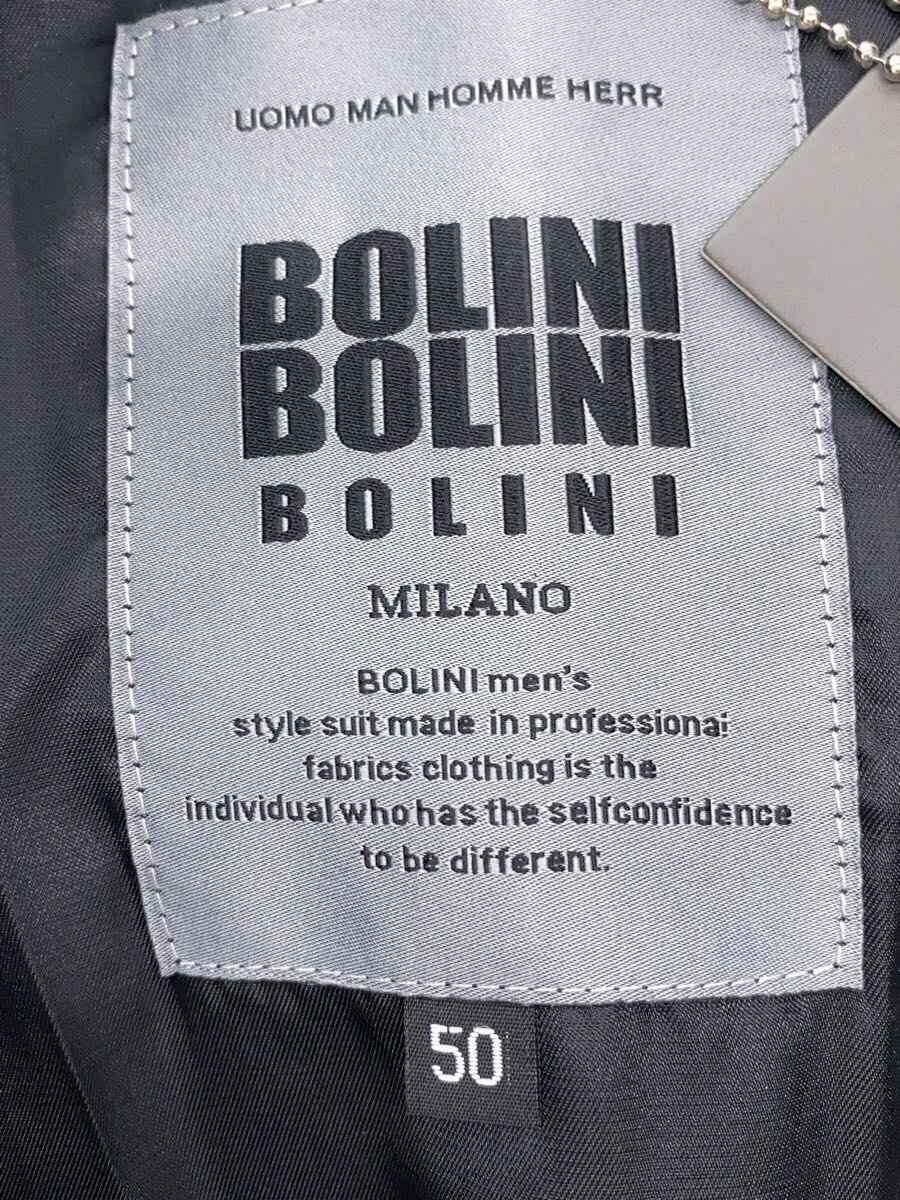 UOMO MAN HOMME HERR
BOLINI
BOLINI
BOLINI
MILANO
BOLINI men's
style suit made in professional
fabrics clothing is the
individual who has the selfconfidence
to be different.
50